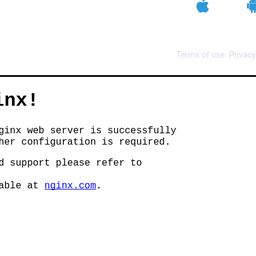 Terms of use. Privacy
inx!
ginx web server is successfully
her configuration is required.
d support please refer to
able at nginx.com.